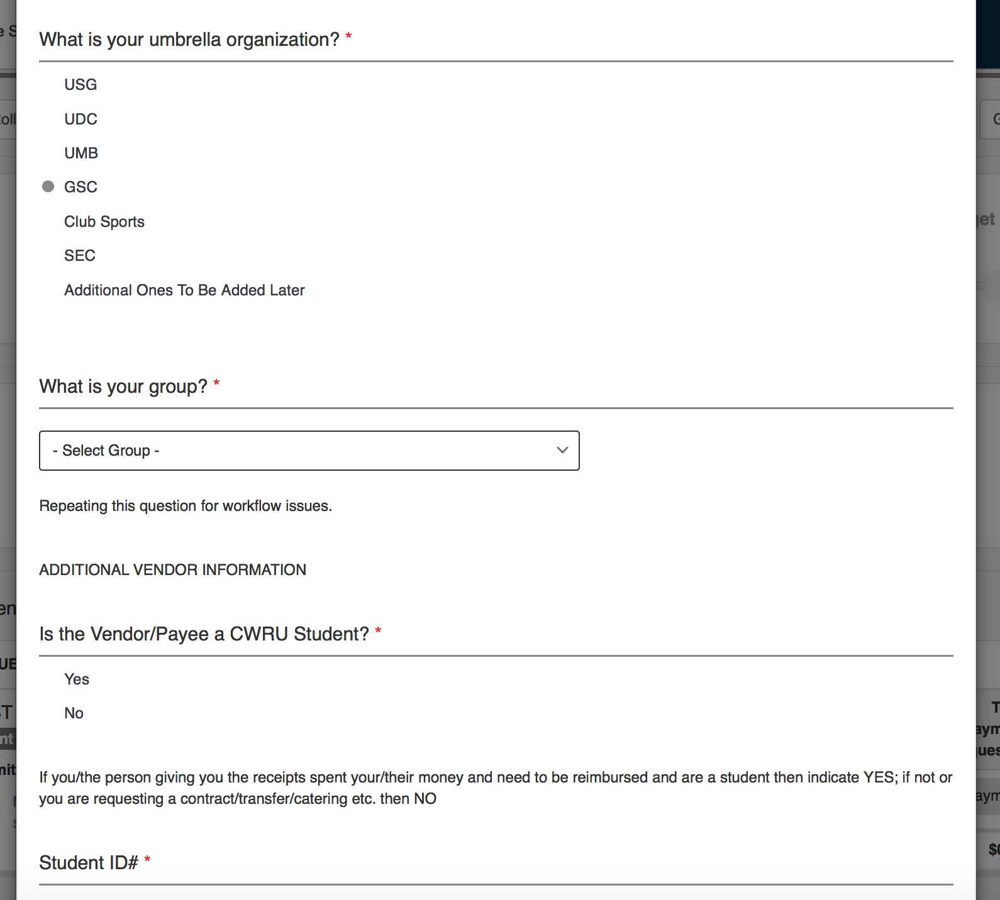 What is your umbrella organization? *
USG
UDC
UMB
GSC
Club Sports
SEC
Additional Ones To Be Added Later
What is your group? *
- Select Group -
Repeating this question for workflow issues.
ADDITIONAL VENDOR INFORMATION
Is the Vendor/Payee a CWRU Student? *
Yes
No
If you/the person giving you the receipts spent your/their money and need to be reimbursed and are a student then indicate YES; if not or
you are requesting a contract/transfer/catering etc. then NO
Student ID# *